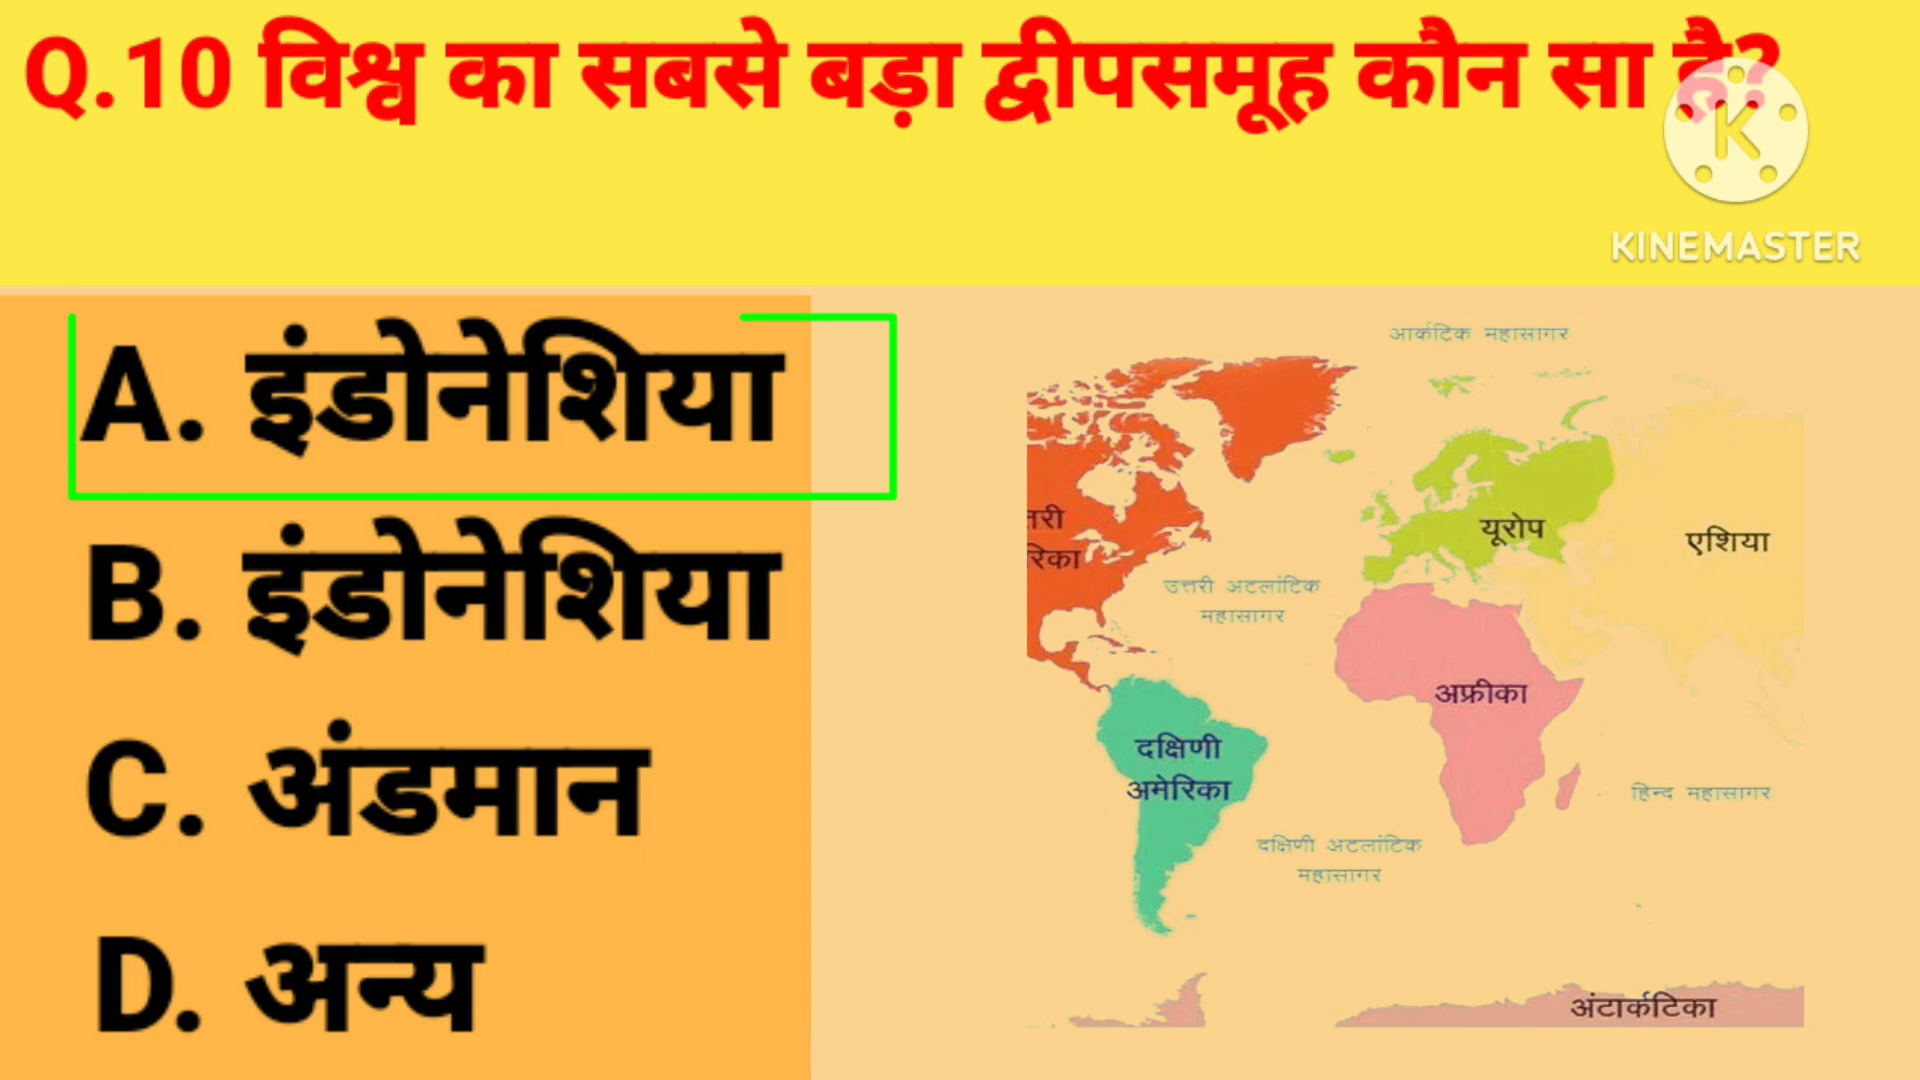 Q.10 विश्व का सबसे बड़ा द्वीपसमूह कौन सा है?
K
KINEMASTER
A. इंडोनेशिया
B. इंडोनेशिया
C. अंडमान
D. अन्य
आर्कटिक महासागर
तरी
रिका
यूरोप
एशिया
उत्तरी अटलांटिक
महासागर
अफ्रीका
दक्षिणी
अमेरिका
हिन्द महासागर
दक्षिणी अटलांटिक
महासागर
अंटार्कटिका